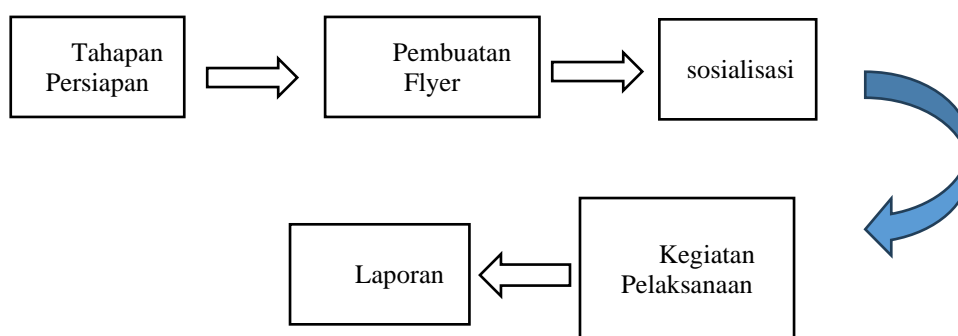 Tahapan
Persiapan
Pembuatan
Flyer
sosialisasi
Kegiatan
Pelaksanaan
Laporan